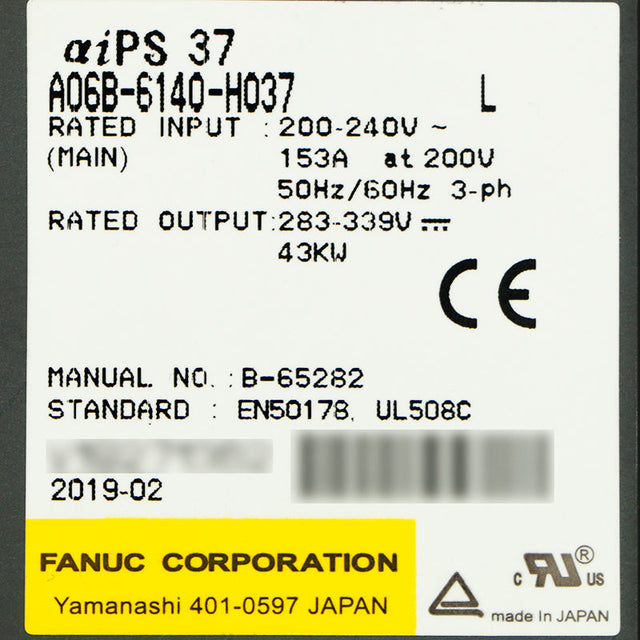 αiPS 37
A06B-6140-H037 L
RATED INPUT : 200-240V ~
(MAIN) 153A at 200V
50Hz/60Hz 3-ph
RATED OUTPUT: 283-339V ⎓
43KW
CE
MANUAL NO. : B-65282
STANDARD : EN50178, UL508C
2019-02
FANUC CORPORATION
Yamanashi 401-0597 JAPAN
c RU ® US
made In JAPAN